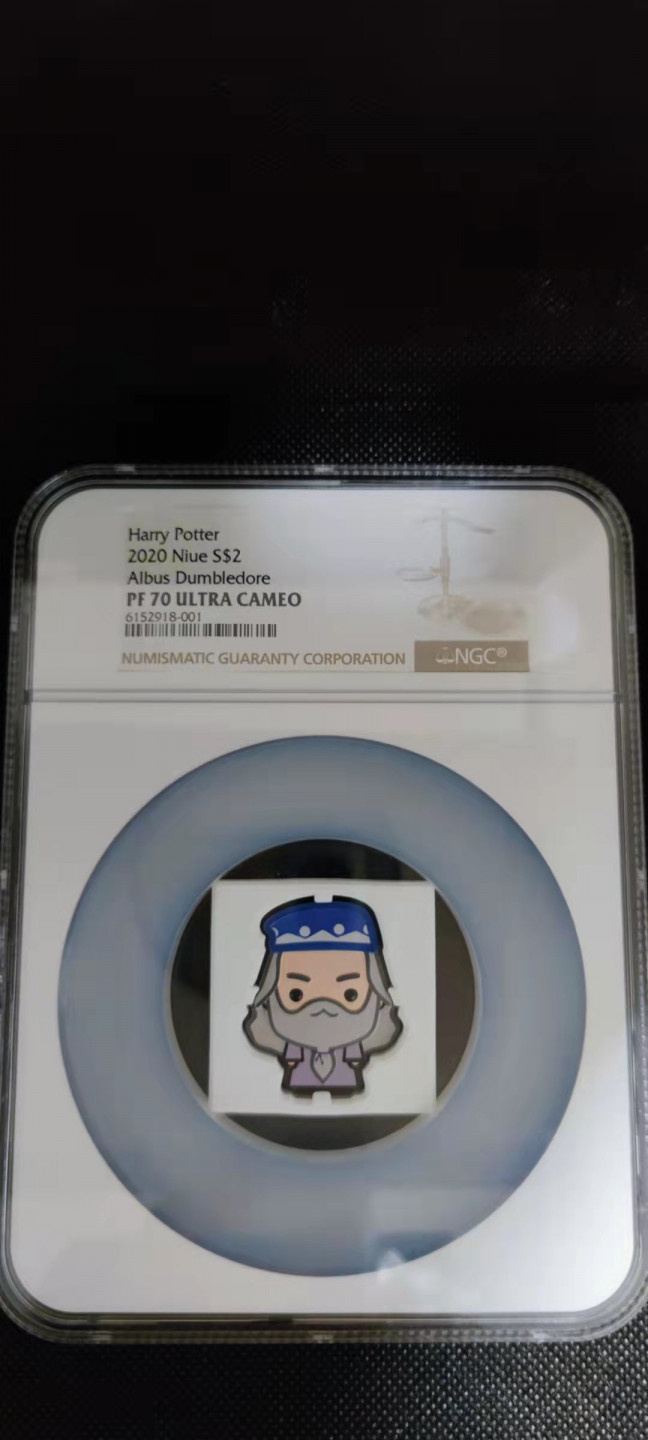 Harry Potter
2020 Niue S$2
Albus Dumbledore
PF 70 ULTRA CAMEO
6152918-001
NUMISMATIC GUARANTY CORPORATION NGC®